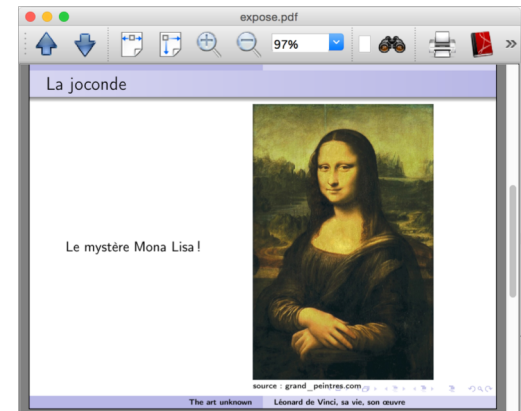 expose.pdf
97%
»
La joconde
Le mystère Mona Lisa !
source : grand_peintres.com
The art unknown Léonard de Vinci, sa vie, son œuvre